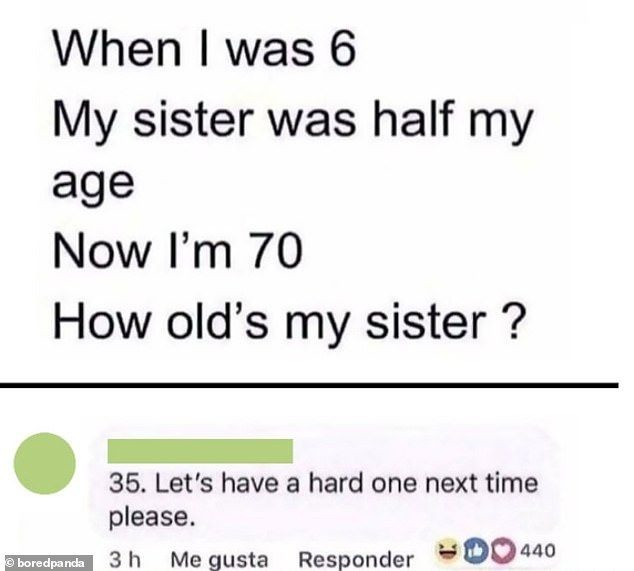 When I was 6
My sister was half my
age
Now I'm 70
How old's my sister ?
35. Let's have a hard one next time
please.
3 h Me gusta Responder 440
© boredpanda